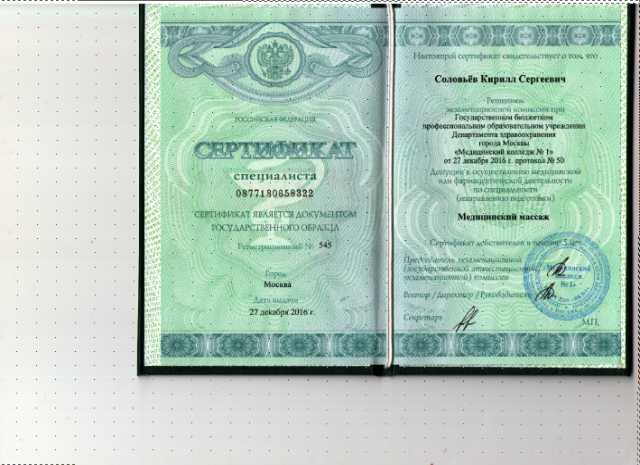 РОССИЙСКАЯ ФЕДЕРАЦИЯ
СЕРТИФИКАТ
специалиста
0877180858322
СЕРТИФИКАТ ЯВЛЯЕТСЯ ДОКУМЕНТОМ
ГОСУДАРСТВЕННОГО ОБРАЗЦА
Регистрационный № 545
Город
Москва
Дата выдачи
27 декабря 2016 г.
Настоящий сертификат свидетельствует о том, что
Соловьёв Кирилл Сергеевич
Решением
экзаменационной комиссии при
Государственном бюджетном
профессиональном образовательном учреждении
Департамента здравоохранения
города Москвы
«Медицинский колледж № 1»
от 27 декабря 2016 г. протокол № 50
Допущен к осуществлению медицинской
или фармацевтической деятельности
по специальности
(направлению подготовки)
Медицинский массаж
Сертификат действителен в течение 5 лет.
Председатель экзаменационной
(государственной аттестационной,
экзаменационной) комиссии
Ректор / Директор / Руководитель
Секретарь
М.П.